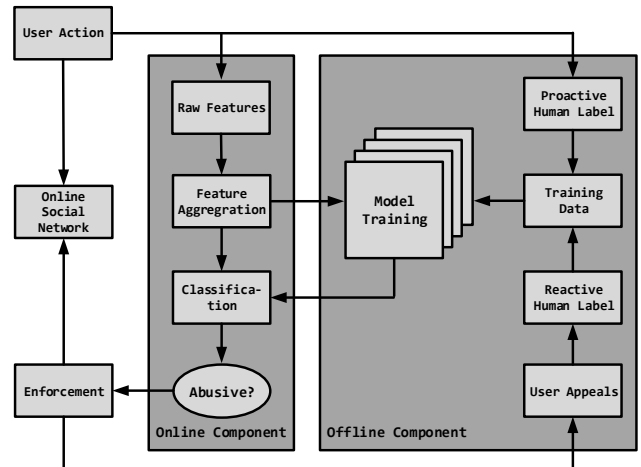 User Action
Raw Features
Proactive
Human Label
Feature
Aggregration
Model
Training
Training
Data
Online
Social
Network
Classifica-
tion
Reactive
Human Label
Enforcement
Abusive?
User Appeals
Online Component
Offline Component